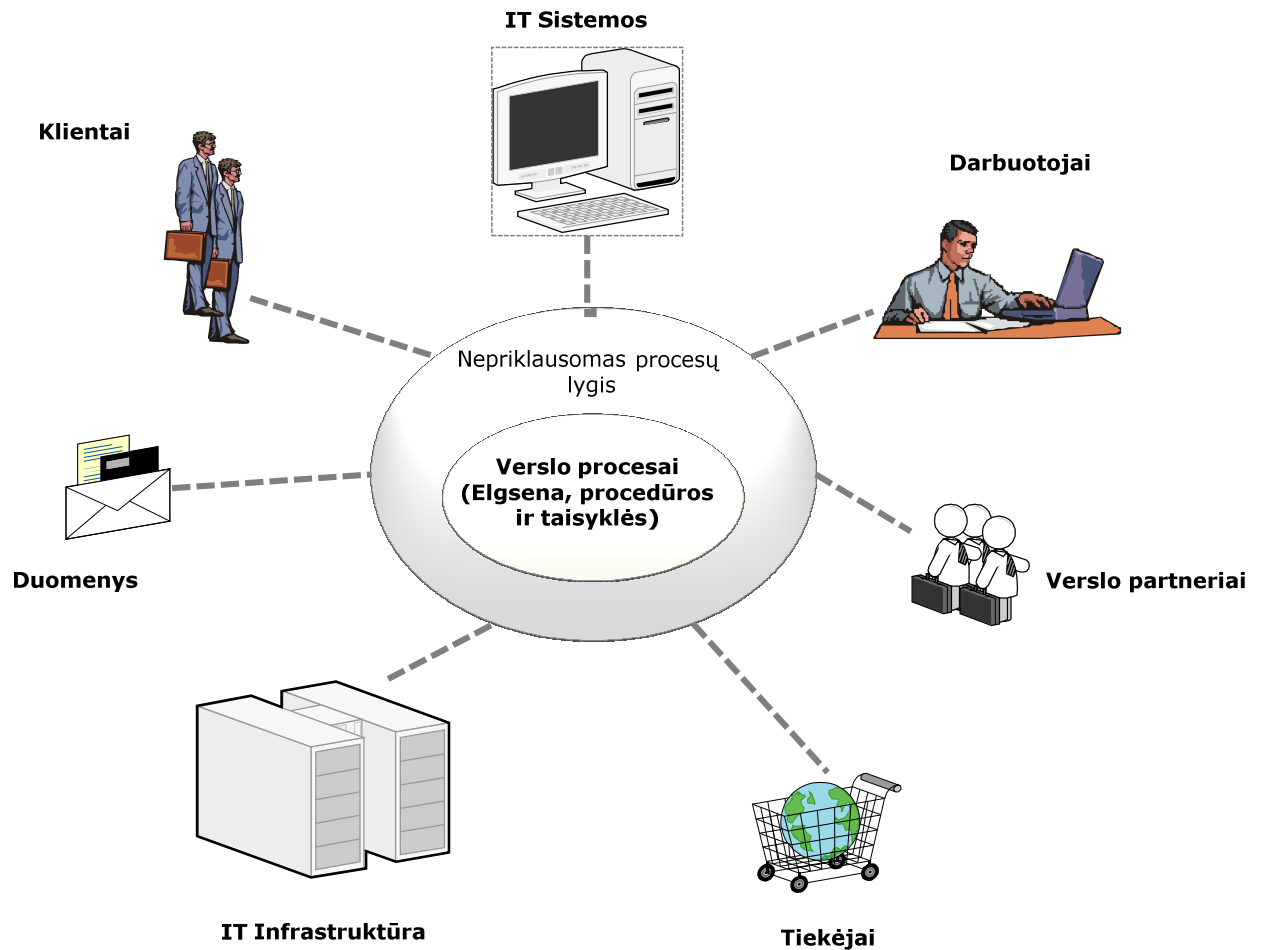 IT Sistemos
Klientai
Darbuotojai
Nepriklausomas procesų
lygis
Verslo procesai
(Elgsena, procedūros
ir taisyklės)
Duomenys
Verslo partneriai
IT Infrastruktūra
Tiekėjai